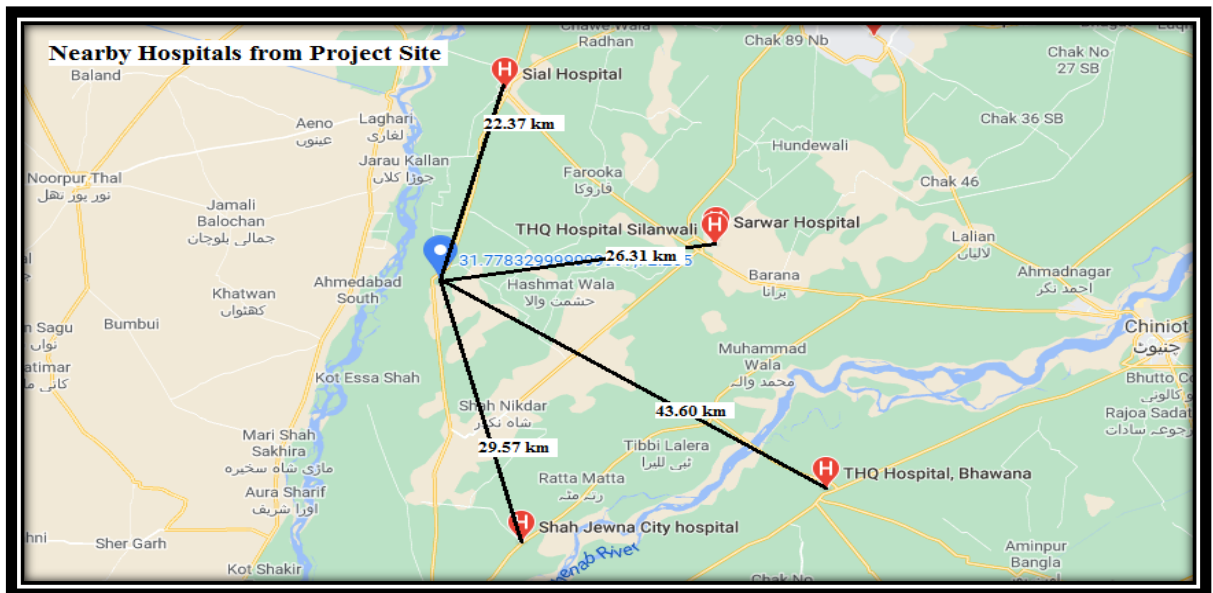 Nearby Hospitals from Project Site
Chawe Wala
Radhan
Chak 89 Nb
Chak No
27 SB
Baland
Sial Hospital
22.37 km
Aeno
عینوں
Laghari
لغاری
Chak 36 SB
Jarau Kallan
جوڑا کلاں
Hundewali
Noorpur Thal
نور پور تھل
Farooka
فاروکا
Chak 46
Jamali
Balochan
جمالی بلوچاں
THQ Hospital Silanwali
Sarwar Hospital
Lalian
لالیاں
26.31 km
Ahmedabad
South
Hashmat Wala
حشمت والا
Barana
برانا
Ahmadnagar
احمد نگر
Khatwan
کھٹواں
Bumbui
n Sagu
نواں
Chiniot
چنیوٹ
Muhammad
Wala
محمد والہ
Kot Essa Shah
Shah Nikdar
شاہ نکدر
43.60 km
Rajoa Sadat
رجوعہ سادات
Mari Shah
Sakhira
ماڑی شاہ سخیرہ
29.57 km
Tibbi Lalera
ٹبی للیرا
THQ Hospital, Bhawana
Ratta Matta
رتہ مٹہ
Aura Sharif
اورا شریف
Shah Jewna City hospital
Sher Garh
enab River
Aminpur
Bangla
Kot Shakir
Chak No